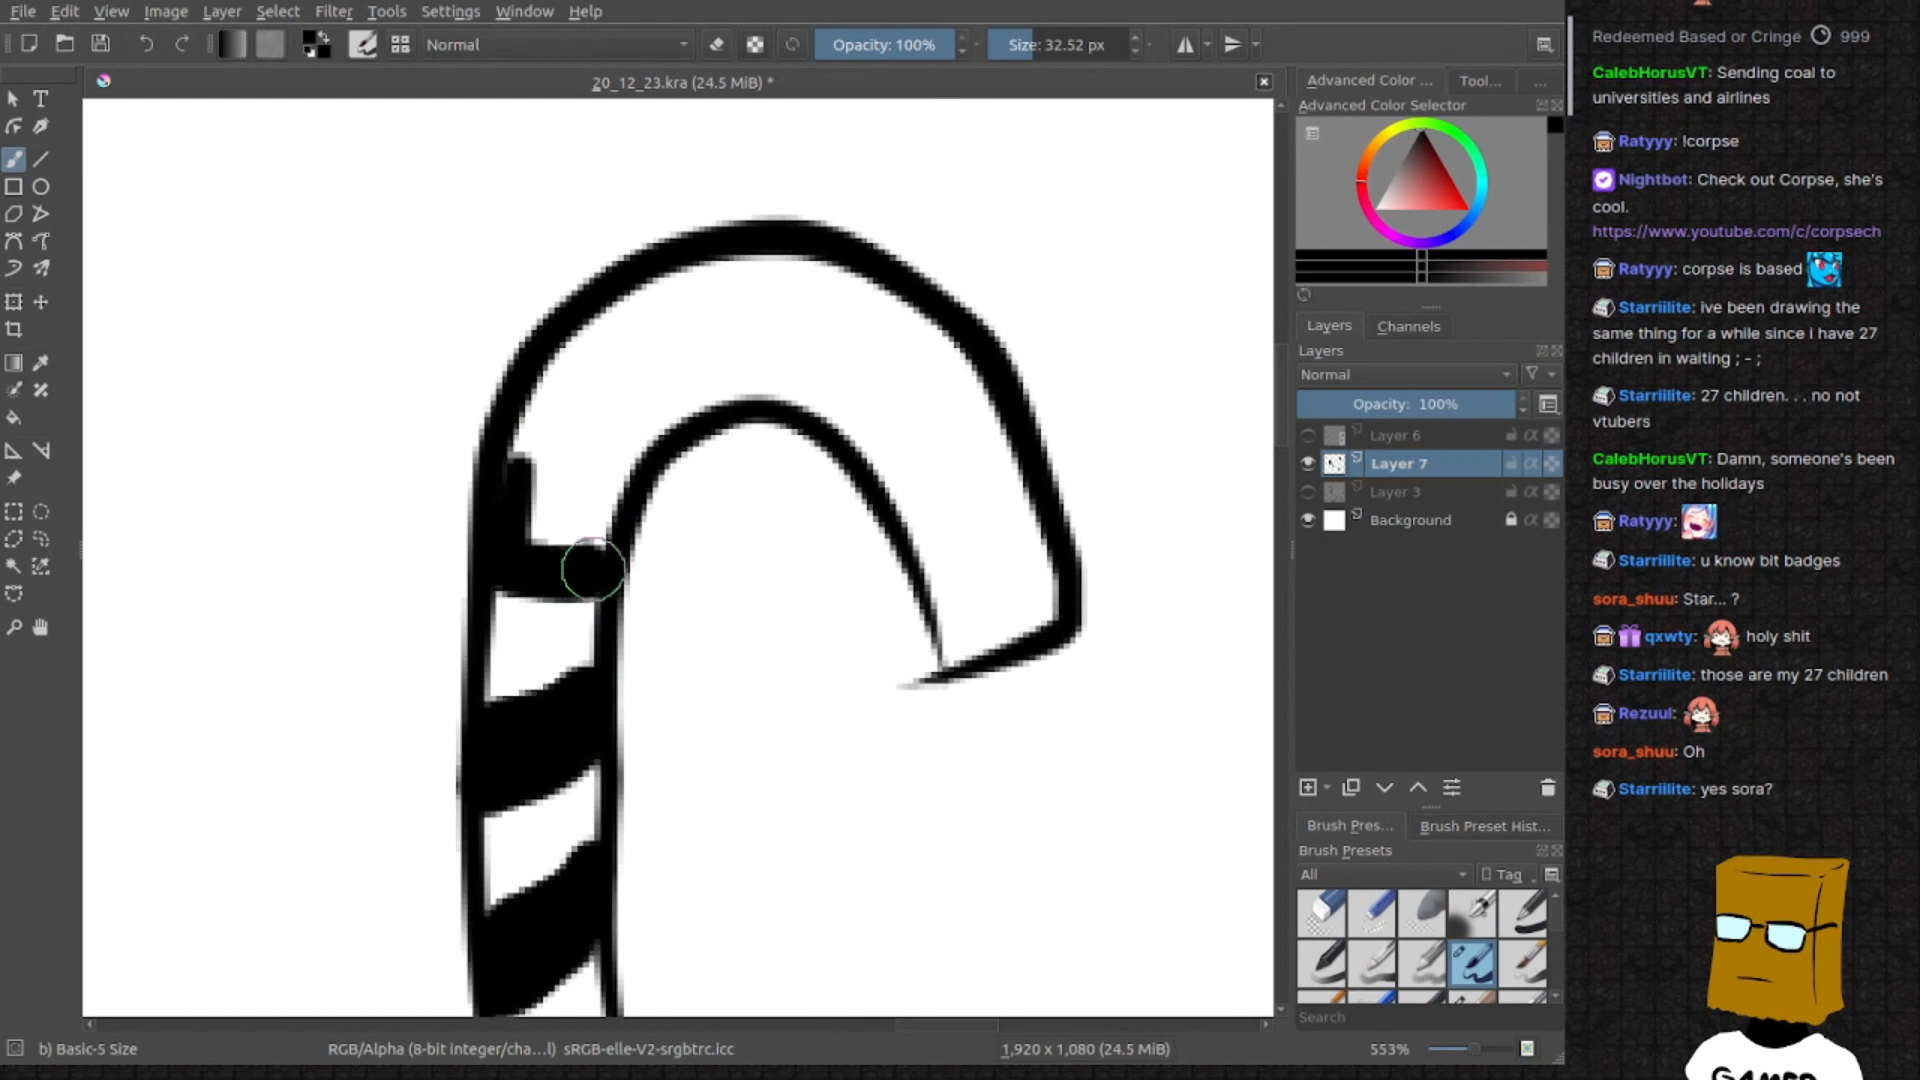 File Edit View Image Layer Select Filter Tools Settings Window Help
Normal
Opacity: 100%
Size: 32.52 px
20_12_23.kra (24.5 MiB) *
Advanced Color ...
Tool...
...
Advanced Color Selector
Layers
Channels
Layers
Normal
Opacity: 100%
Layer 6
Layer 7
Layer 3
Background
Brush Pres...
Brush Preset Hist...
Brush Presets
All
Tag
Search
b) Basic-5 Size
RGB/Alpha (8-bit integer/cha...l) sRGB-elle-V2-srgbtrc.icc
1,920 x 1,080 (24.5 MiB)
553%
Redeemed Based or Cringe 999
CalebHorusVT: Sending coal to
universities and airlines
Ratyyy: !corpse
Nightbot: Check out Corpse, she's
cool.
https://www.youtube.com/c/corpsech
Ratyyy: corpse is based
Starriilite: ive been drawing the
same thing for a while since i have 27
children in waiting ; - ;
Starriilite: 27 children. . . no not
vtubers
CalebHorusVT: Damn, someone's been
busy over the holidays
Ratyyy:
Starriilite: u know bit badges
sora_shuu: Star... ?
qxwty: holy shit
Starriilite: those are my 27 children
Rezuul:
sora_shuu: Oh
Starriilite: yes sora?
GAMER